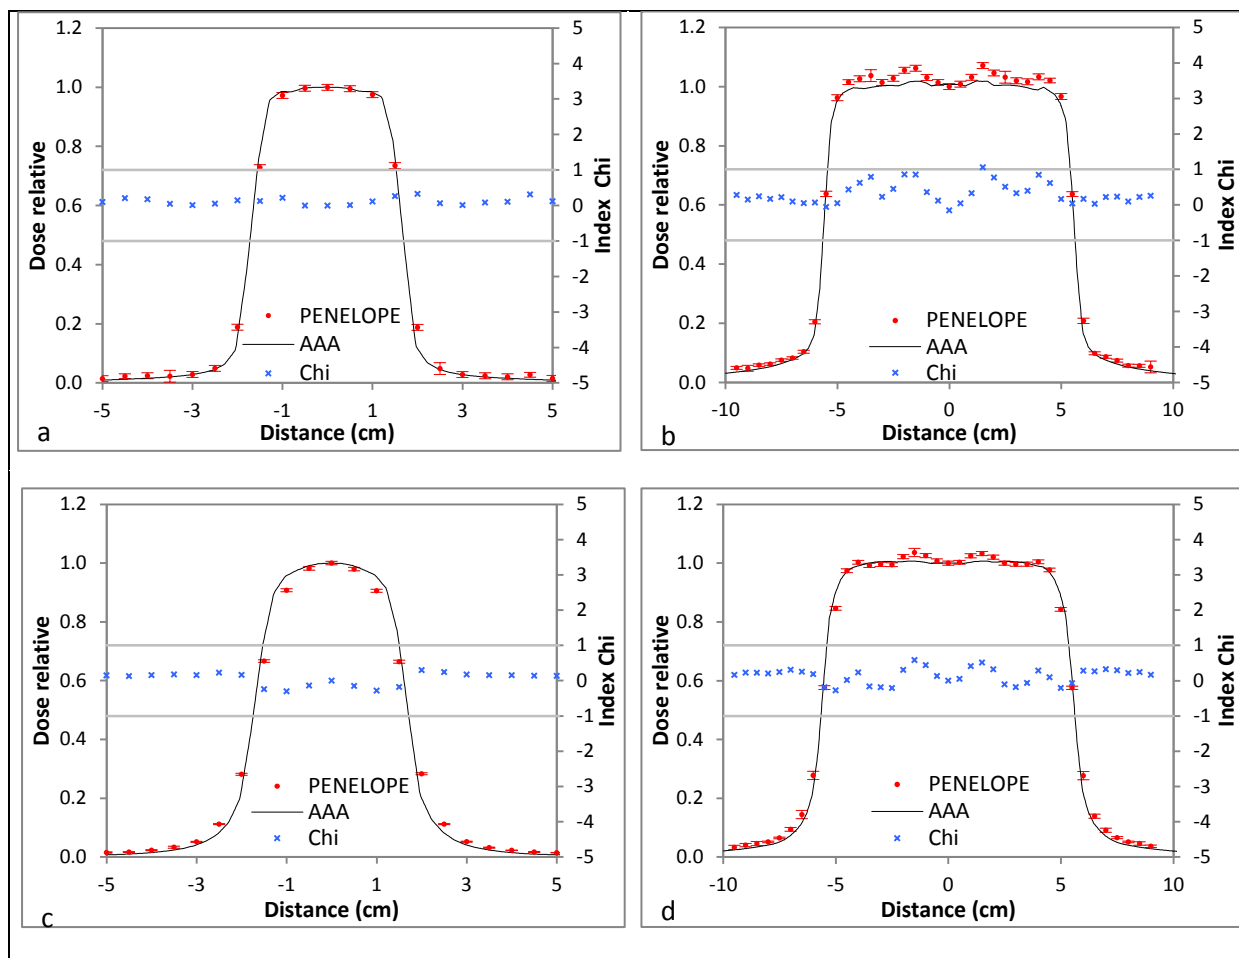 1.2
1.0
0.8
0.6
0.4
0.2
0.0
Dose relative
5
4
3
2
1
0
-1
-2
-3
-4
-5
Index Chi
PENELOPE
AAA
Chi
-5 -3 -1 1 3 5
Distance (cm)
a
1.2
1.0
0.8
0.6
0.4
0.2
0.0
Dose relative
5
4
3
2
1
0
-1
-2
-3
-4
-5
Index Chi
PENELOPE
AAA
Chi
-10 -5 0 5 10
Distance (cm)
b
1.2
1.0
0.8
0.6
0.4
0.2
0.0
Dose relative
5
4
3
2
1
0
-1
-2
-3
-4
-5
Index Chi
PENELOPE
AAA
Chi
-5 -3 -1 1 3 5
Distance (cm)
c
1.2
1.0
0.8
0.6
0.4
0.2
0.0
Dose relative
5
4
3
2
1
0
-1
-2
-3
-4
-5
Index Chi
PENELOPE
AAA
Chi
-10 -5 0 5 10
Distance (cm)
d